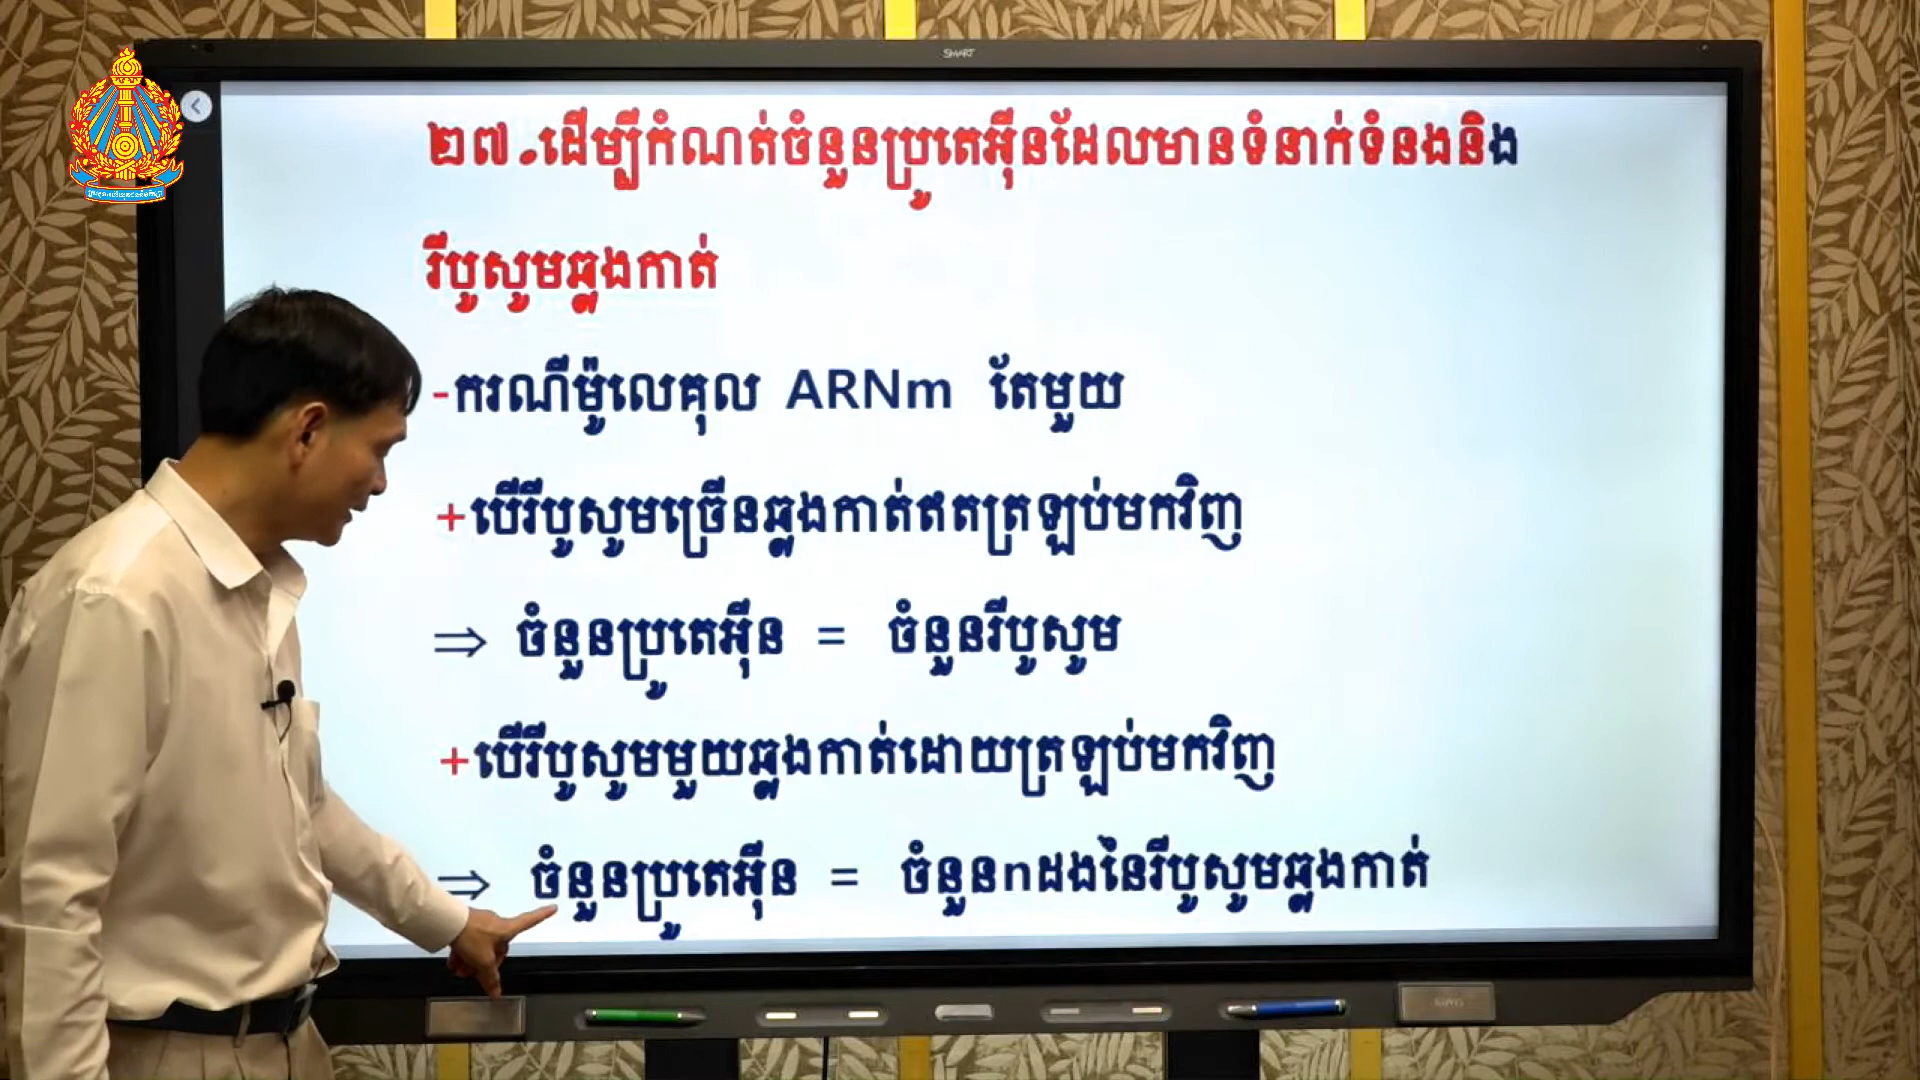 SMART
២៧.ដើម្បីកំណត់ចំនួនប្រូតេអ៊ីនដែលមានទំនាក់ទំនងនិង
រីបូសូមឆ្លងកាត់
-ករណីម៉ូលេគុល ARNm តែមួយ
+បើរីបូសូមច្រើនឆ្លងកាត់ឥតត្រឡប់មកវិញ
⇒ ចំនួនប្រូតេអ៊ីន = ចំនួនរីបូសូម
+បើរីបូសូមមួយឆ្លងកាត់ដោយត្រឡប់មកវិញ
⇒ ចំនួនប្រូតេអ៊ីន = ចំនួនnដងនៃរីបូសូមឆ្លងកាត់